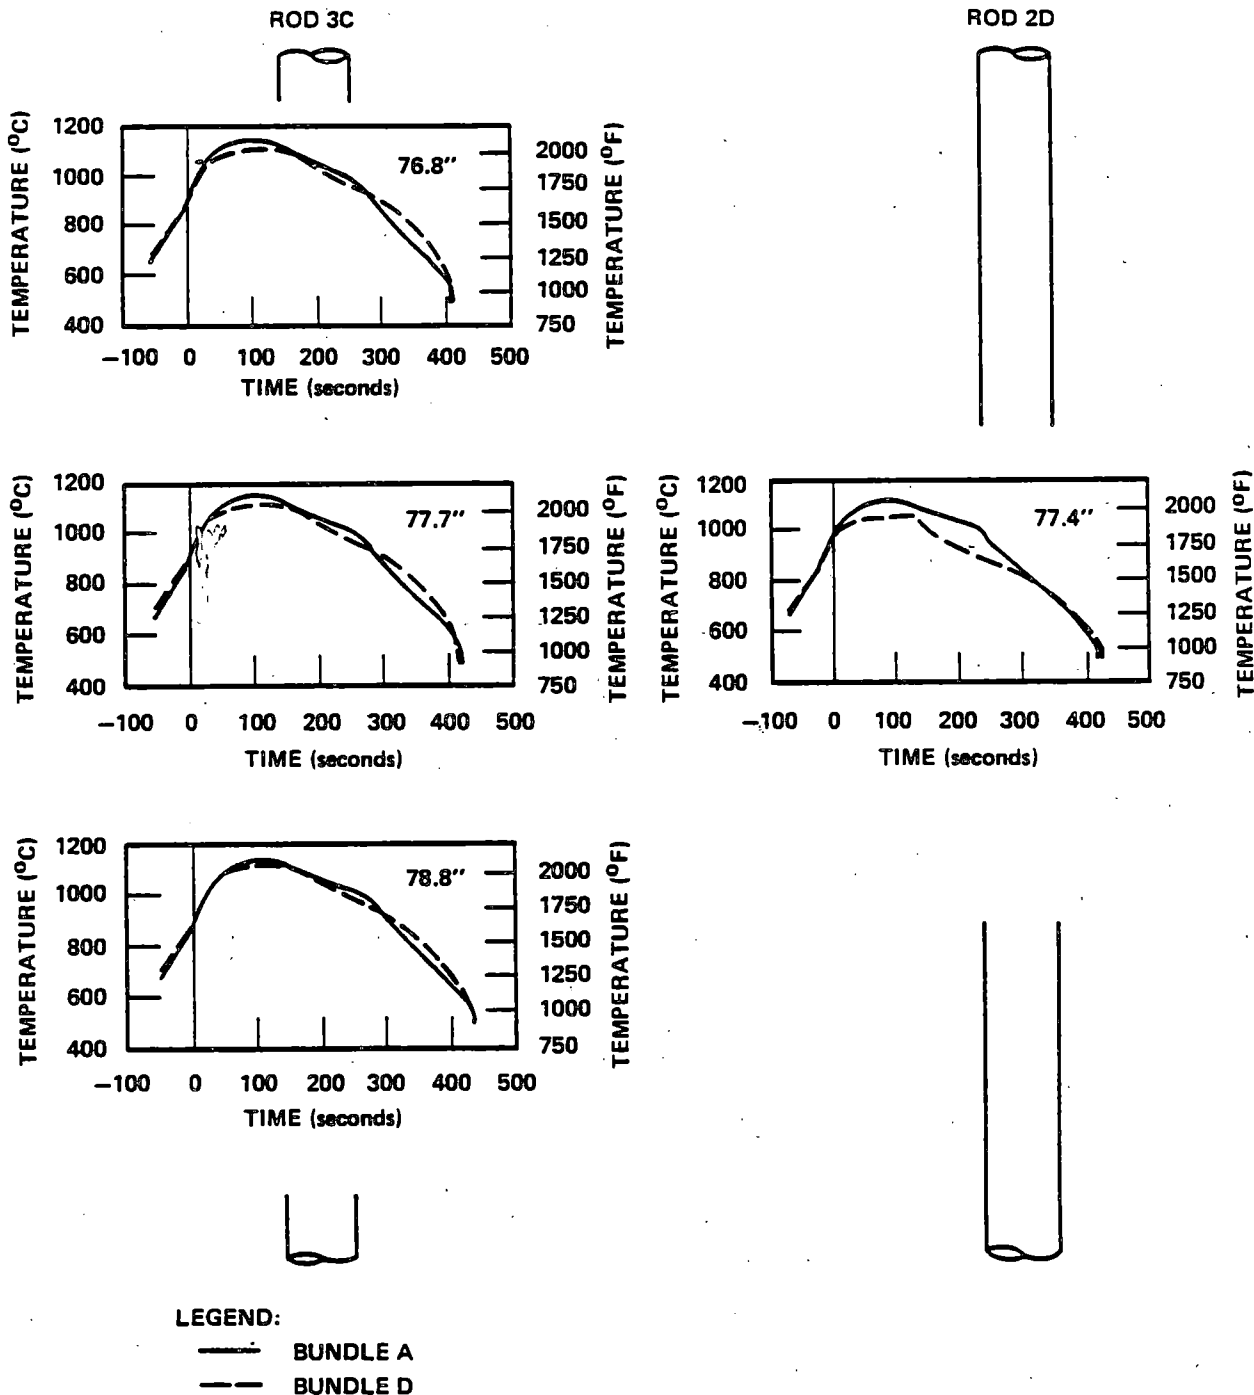 ROD 3C
ROD 2D
TEMPERATURE (°C)
1200
1000
800
600
400
76.8"
2000
1750
1500
1250
1000
750
TEMPERATURE (°F)
−100 0 100 200 300 400 500
TIME (seconds)
TEMPERATURE (°C)
1200
1000
800
600
400
77.7"
2000
1750
1500
1250
1000
750
TEMPERATURE (°F)
−100 0 100 200 300 400 500
TIME (seconds)
TEMPERATURE (°C)
1200
1000
800
600
400
77.4"
2000
1750
1500
1250
1000
750
TEMPERATURE (°F)
−100 0 100 200 300 400 500
TIME (seconds)
TEMPERATURE (°C)
1200
1000
800
600
400
78.8"
2000
1750
1500
1250
1000
750
TEMPERATURE (°F)
−100 0 100 200 300 400 500
TIME (seconds)
LEGEND:
BUNDLE A
BUNDLE D